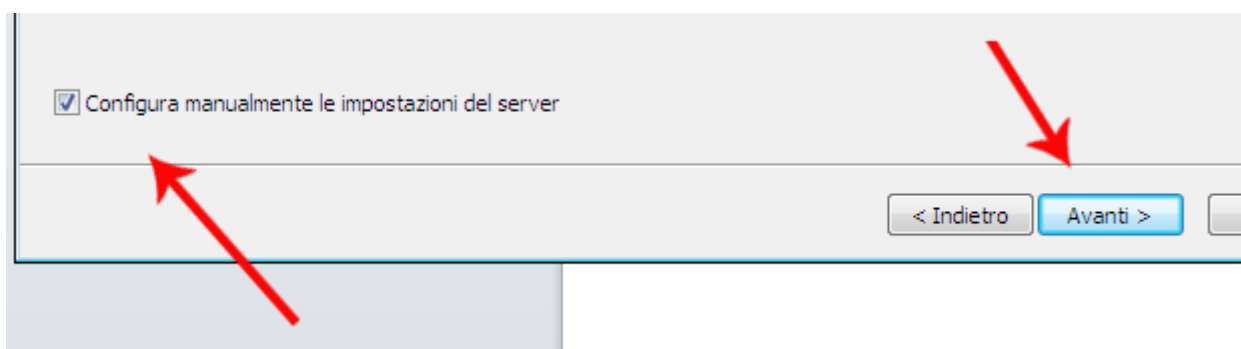 Configura manualmente le impostazioni del server
< Indietro
Avanti >